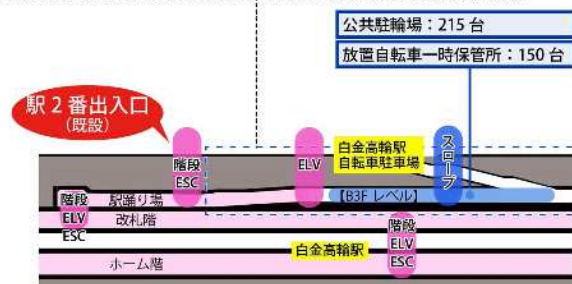 公共駐輪場：215 台
放置自転車一時保管所：150 台
駅 2 番出入口
（既設）
階段
ESC
ELV
白金高輪駅
自転車駐車場
スロープ
階段
ELV
ESC
駅踊り場
【B3F レベル】
改札階
階段
ELV
ESC
白金高輪駅
ホーム階